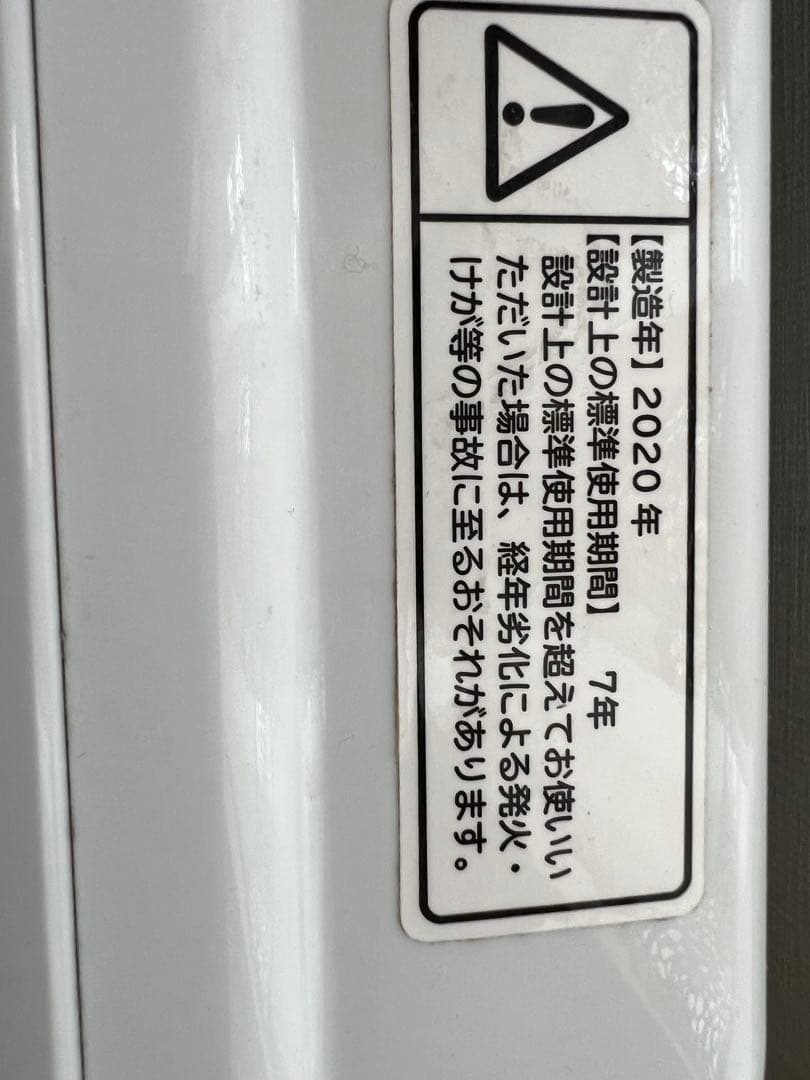 【製造年】2020年
【設計上の標準使用期間】 7年
設計上の標準使用期間を超えてお使いい
ただいた場合は、経年劣化による発火・
けが等の事故に至るおそれがあります。